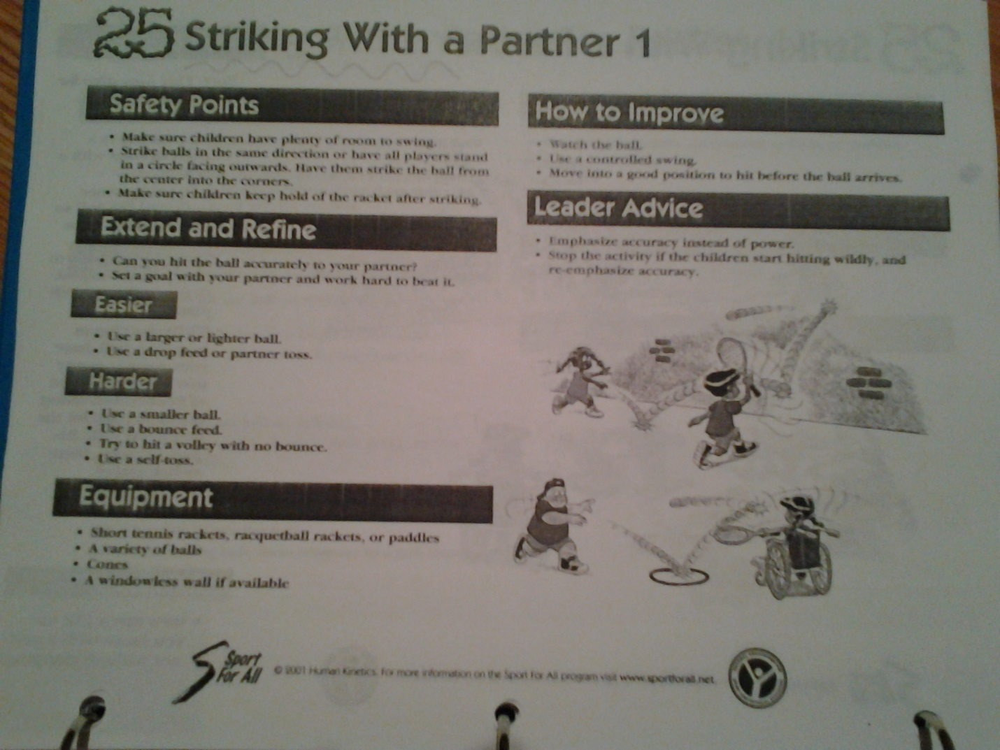 25 Striking With a Partner 1
Safety Points
• Make sure children have plenty of room to swing.
• Strike balls in the same direction or have all players stand
in a circle facing outwards. Have them strike the ball from
the center into the corners.
• Make sure children keep hold of the racket after striking.
Extend and Refine
• Can you hit the ball accurately to your partner?
• Set a goal with your partner and work hard to beat it.
Easier
• Use a larger or lighter ball.
• Use a drop feed or partner toss.
Harder
• Use a smaller ball.
• Use a bounce feed.
• Try to hit a volley with no bounce.
• Use a self-toss.
Equipment
• Short tennis rackets, racquetball rackets, or paddles
• A variety of balls
• Cones
• A windowless wall if available
How to Improve
• Watch the ball.
• Use a controlled swing.
• Move into a good position to hit before the ball arrives.
Leader Advice
• Emphasize accuracy instead of power.
• Stop the activity if the children start hitting wildly, and
re-emphasize accuracy.
Sport
For All
© 2001 Human Kinetics. For more information on the Sport For All program visit www.sportforall.net.